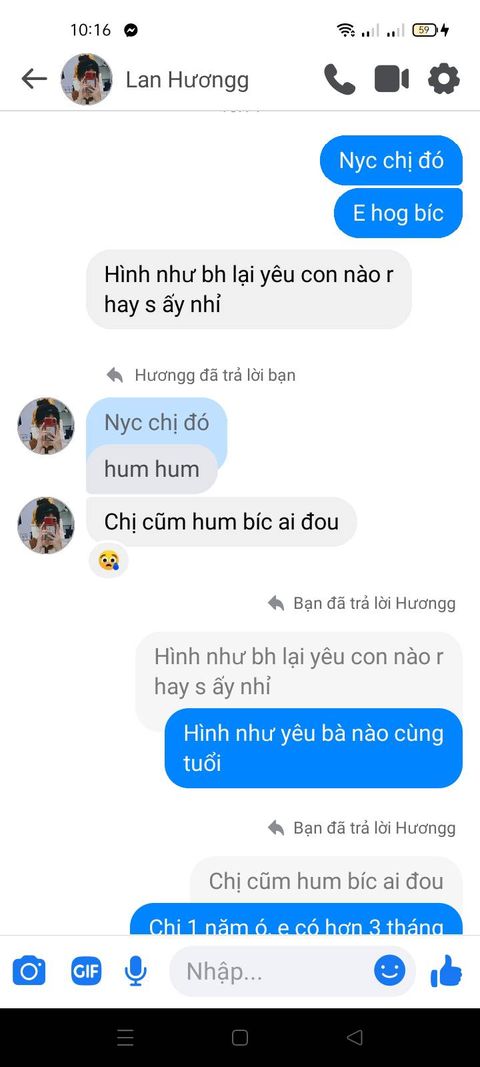 10:16
59
Lan Hươngg
Nyc chị đó
E hog bíc
Hình như bh lại yêu con nào r
hay s ấy nhỉ
Hươngg đã trả lời bạn
Nyc chị đó
hum hum
Chị cũm hum bíc ai đou
Bạn đã trả lời Hươngg
Hình như bh lại yêu con nào r
hay s ấy nhỉ
Hình như yêu bà nào cùng
tuổi
Bạn đã trả lời Hươngg
Chị cũm hum bíc ai đou
Chị 1 năm ó, e có hơn 3 tháng
GIF
Nhập...